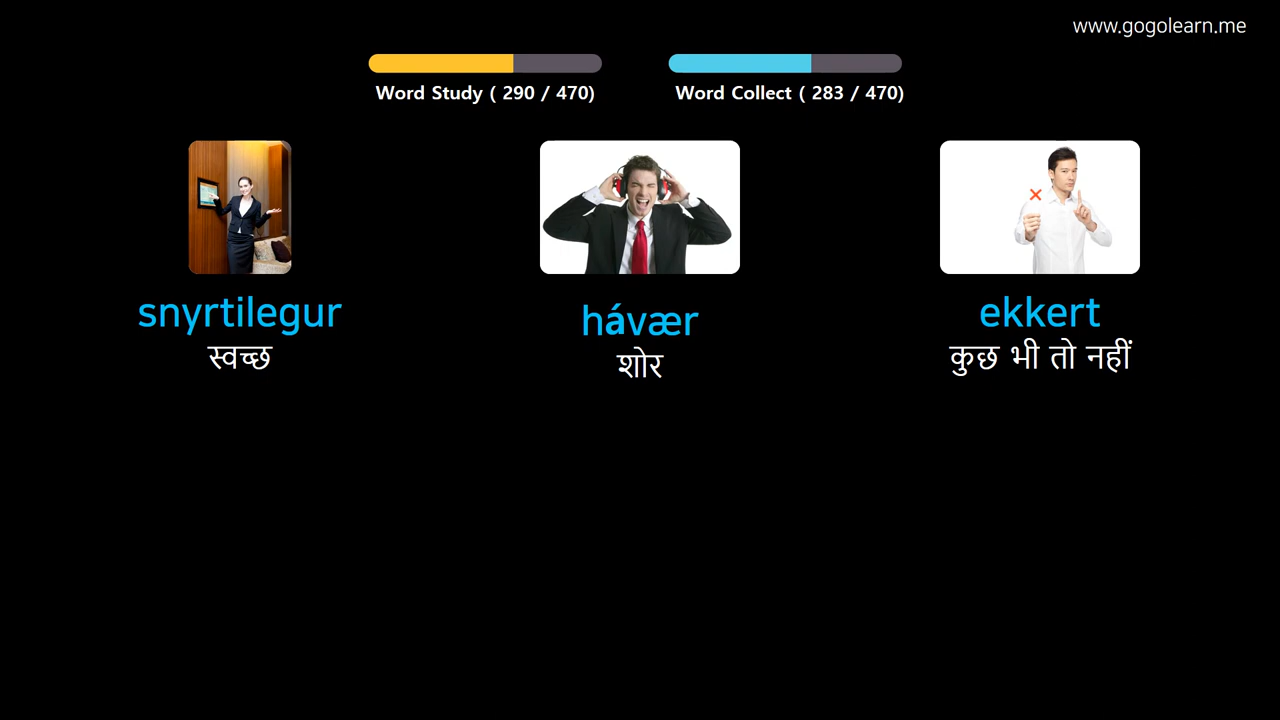 www.gogolearn.me
Word Study ( 290 / 470)
Word Collect ( 283 / 470)
snyrtilegur
स्वच्छ
hávær
शोर
ekkert
कुछ भी तो नहीं